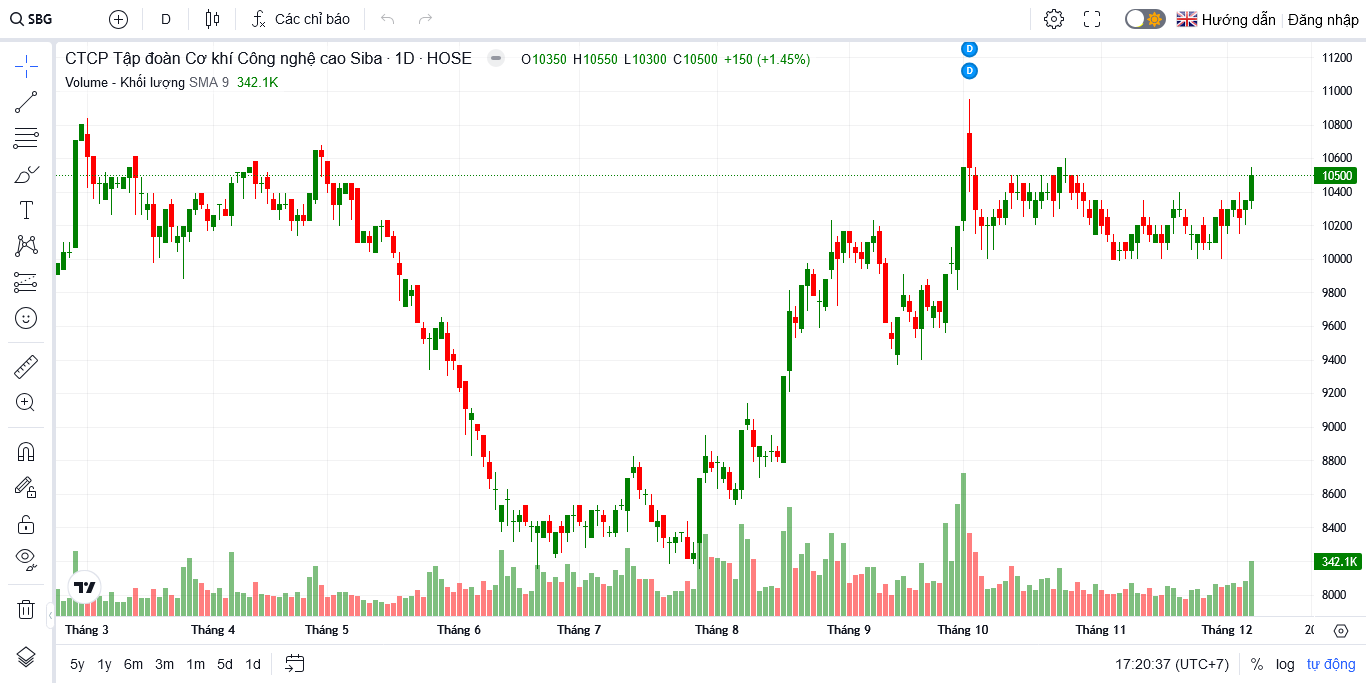 SBG D Các chỉ báo Hướng dẫn Đăng nhập
CTCP Tập đoàn Cơ khí Công nghệ cao Siba · 1D · HOSE O10350 H10550 L10300 C10500 +150 (+1.45%)
Volume - Khối lượng SMA 9 342.1K
D
D
11200
11000
10800
10600
10500
10400
10200
10000
9800
9600
9400
9200
9000
8800
8600
8400
342.1K
8000
Tháng 3 Tháng 4 Tháng 5 Tháng 6 Tháng 7 Tháng 8 Tháng 9 Tháng 10 Tháng 11 Tháng 12
5y 1y 6m 3m 1m 5d 1d 17:20:37 (UTC+7) % log tự động